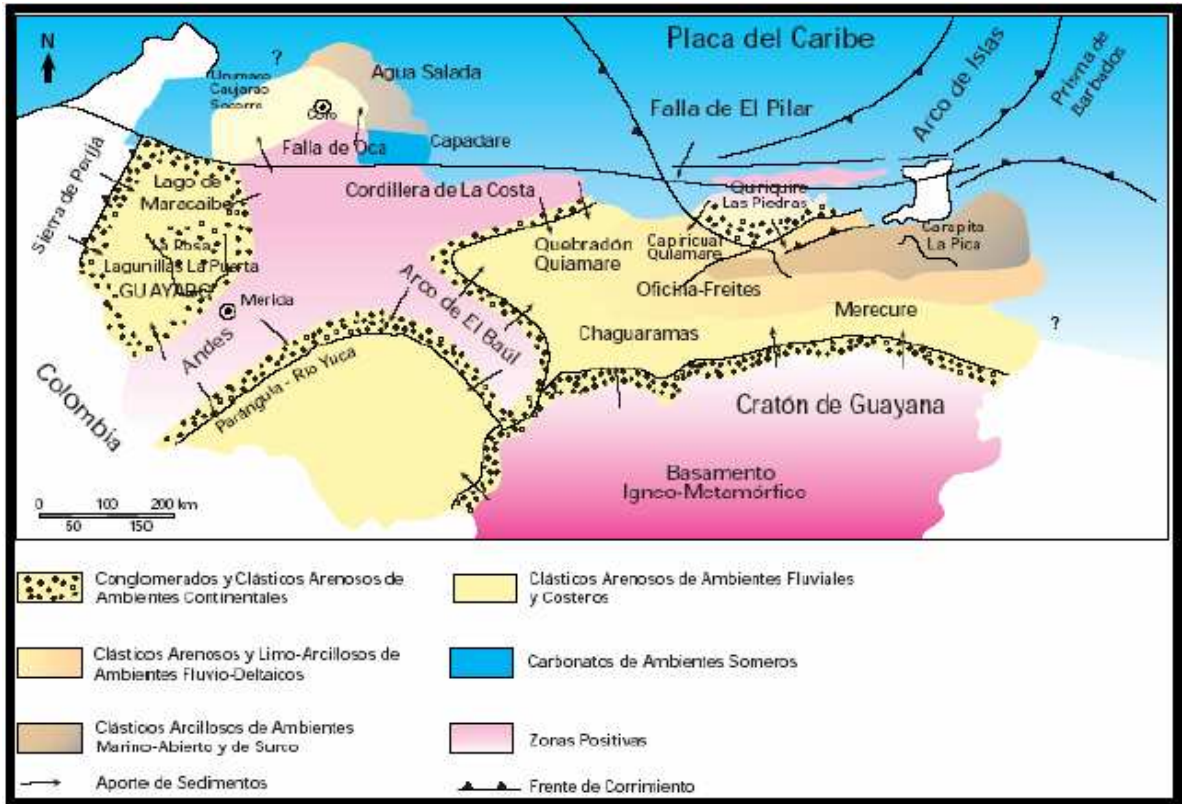 N
Placa del Caribe
?
Agua Salada
Socorro
Coro
Falla de El Pilar
Arco de Islas
Prisma de
Barbados
Falla de Oca
Capadare
Sierra de Perija
Lago de
Maracaibo
Cordillera de La Costa
Quiriquire
Las Piedras
La Rosa
Lagunillas La Puerta
Quebradón
Quiamare
Capiricual
Quiamare
Carapita
La Pica
Merida
Arco de El Baúl
Oficina-Freites
Merecure
?
Andes
Chaguaramas
Colombia
Parángula - Rio Yuca
Cratón de Guayana
Basamento
Igneo-Metamórfico
0 100 200 km
50 150
Conglomerados y Clásticos Arenosos de
Ambientes Continentales
Clásticos Arenosos de Ambientes Fluviales
y Costeros
Clásticos Arenosos y Limo-Arcillosos de
Ambientes Fluvio-Deltaicos
Carbonatos de Ambientes Someros
Clásticos Arcillosos de Ambientes
Marino-Abierto y de Surco
Zonas Positivas
Aporte de Sedimentos
Frente de Corrimiento